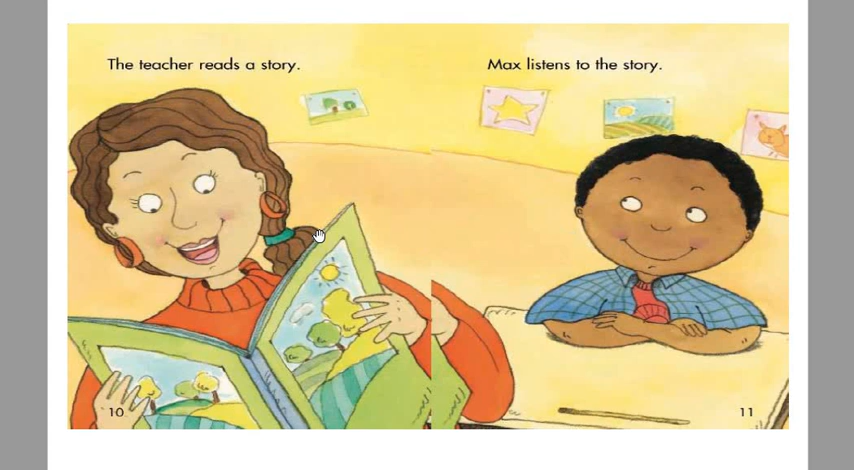 The teacher reads a story.
Max listens to the story.
10
11